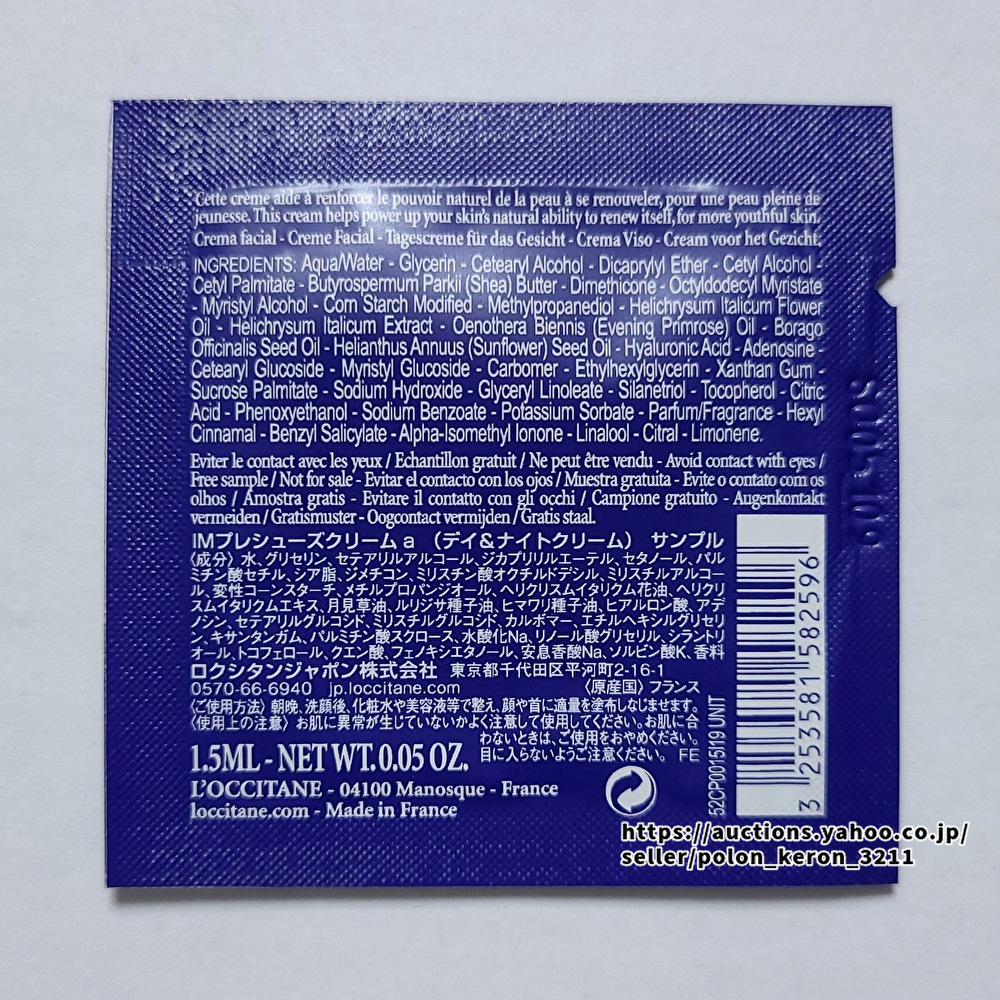 Cette crème aide à renforcer le pouvoir naturel de la peau à se renouveler, pour une peau pleine de
jeunesse. This cream helps power up your skin's natural ability to renew itself, for more youthful skin.
Crema facial - Creme Facial - Tagescreme für das Gesicht - Crema Viso - Cream voor het Gezicht.
INGREDIENTS: Aqua/Water - Glycerin - Cetearyl Alcohol - Dicaprylyl Ether - Cetyl Alcohol -
Cetyl Palmitate - Butyrospermum Parkii (Shea) Butter - Dimethicone - Octyldodecyl Myristate
- Myristyl Alcohol - Corn Starch Modified - Methylpropanediol - Helichrysum Italicum Flower
Oil - Helichrysum Italicum Extract - Oenothera Biennis (Evening Primrose) Oil - Borago
Officinalis Seed Oil - Helianthus Annuus (Sunflower) Seed Oil - Hyaluronic Acid - Adenosine -
Cetearyl Glucoside - Myristyl Glucoside - Carbomer - Ethylhexylglycerin - Xanthan Gum -
Sucrose Palmitate - Sodium Hydroxide - Glyceryl Linoleate - Silanetriol - Tocopherol - Citric
Acid - Phenoxyethanol - Sodium Benzoate - Potassium Sorbate - Parfum/Fragrance - Hexyl
Cinnamal - Benzyl Salicylate - Alpha-Isomethyl Ionone - Linalool - Citral - Limonene.
Eviter le contact avec les yeux / Echantillon gratuit / Ne peut être vendu - Avoid contact with eyes /
Free sample / Not for sale - Evitar el contacto con los ojos / Muestra gratuita - Evite o contato com os
olhos / Amostra gratis - Evitare il contatto con gli occhi / Campione gratuito - Augenkontakt
vermeiden / Gratismuster - Oogcontact vermijden / Gratis staal.
IMプレシューズクリームａ （デイ&ナイトクリーム） サンプル
〈成分〉水、グリセリン、セテアリルアルコール、ジカプリリルエーテル、セタノール、パル
ミチン酸セチル、シア脂、ジメチコン、ミリスチン酸オクチルドデシル、ミリスチルアルコー
ル、変性コーンスターチ、メチルプロパンジオール、ヘリクリスムイタリクム花油、ヘリクリ
スムイタリクムエキス、月見草油、ルリジサ種子油、ヒマワリ種子油、ヒアルロン酸、アデ
ノシン、セテアリルグルコシド、ミリスチルグルコシド、カルボマー、エチルヘキシルグリセリ
ン、キサンタンガム、パルミチン酸スクロース、水酸化Na、リノール酸グリセリル、シラントリ
オール、トコフェロール、クエン酸、フェノキシエタノール、安息香酸Na、ソルビン酸K、香料
ロクシタンジャポン株式会社 東京都千代田区平河町2-16-1
0570-66-6940 jp.loccitane.com 〈原産国〉フランス
〈ご使用方法〉朝晩、洗顔後、化粧水や美容液等で整え、顔や首に適量を塗布しなじませます。
〈使用上の注意〉お肌に異常が生じていないかよく注意して使用してください。お肌に合
わないときは、ご使用をおやめください。
目に入らないようご注意ください。 FE
1.5ML - NET WT. 0.05 OZ.
L'OCCITANE - 04100 Manosque - France
loccitane.com - Made in France
52CP0015I19 UNIT
3 253581 582596
https://auctions.yahoo.co.jp/
seller/polon_keron_3211